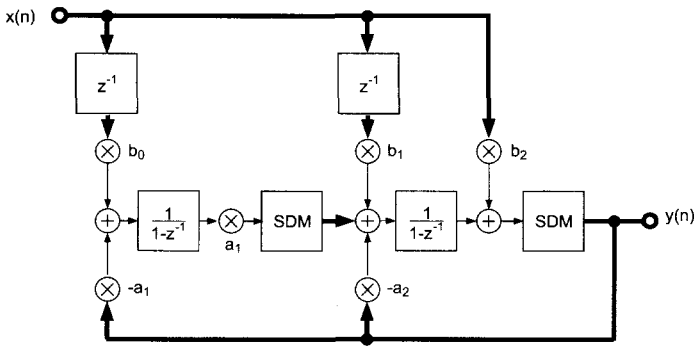 x(n)
z⁻¹
z⁻¹
b₀
b₁
b₂
1
1-z⁻¹
a₁
SDM
1
1-z⁻¹
SDM
y(n)
-a₁
-a₂